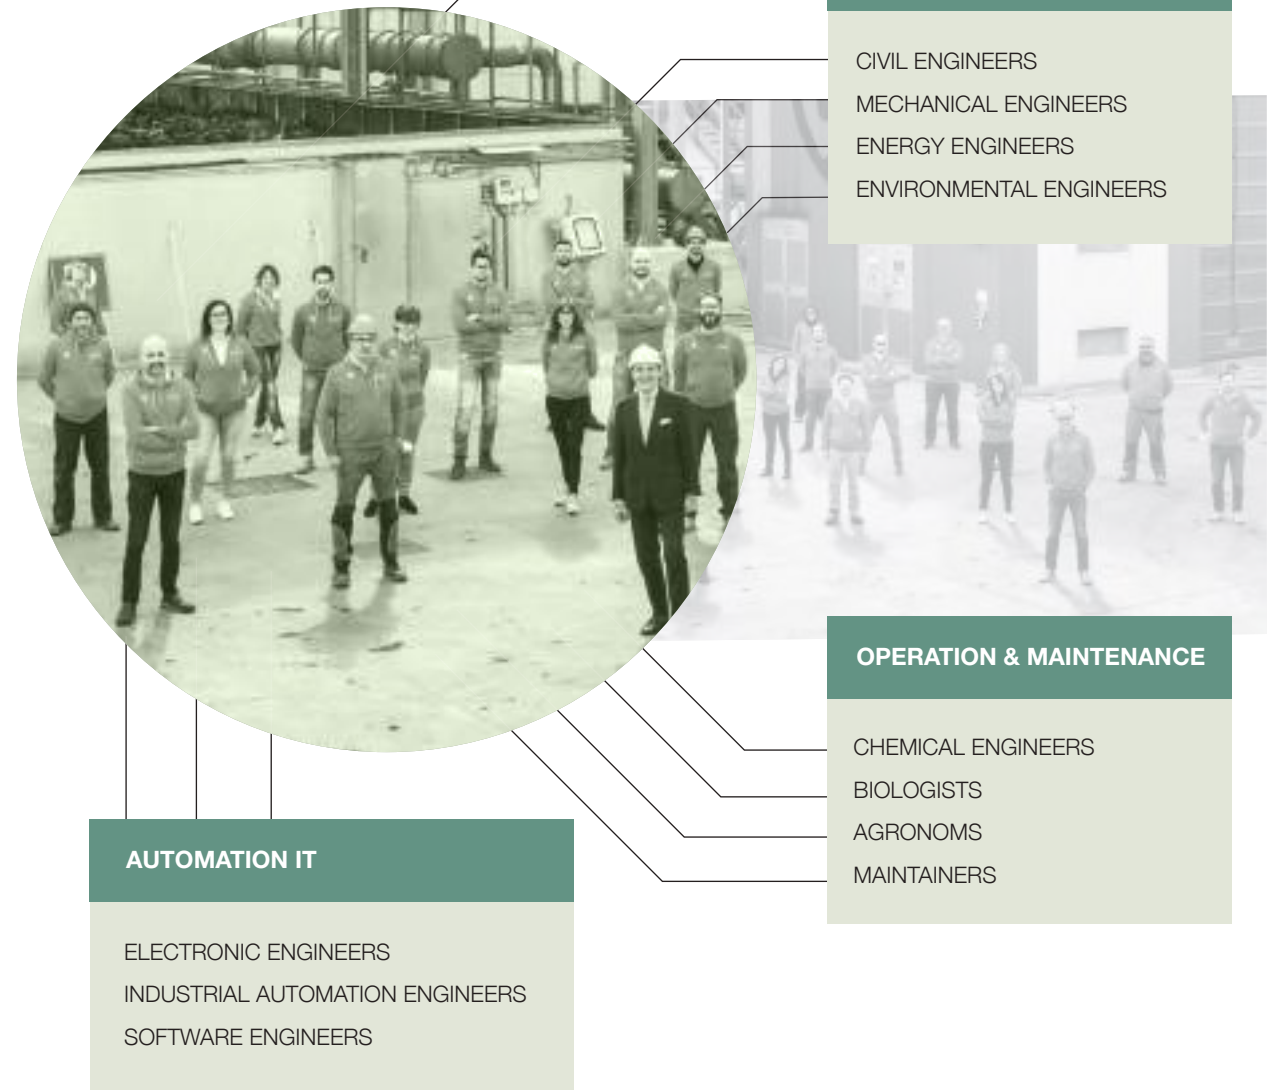 CIVIL ENGINEERS
MECHANICAL ENGINEERS
ENERGY ENGINEERS
ENVIRONMENTAL ENGINEERS
OPERATION & MAINTENANCE
CHEMICAL ENGINEERS
BIOLOGISTS
AGRONOMS
MAINTAINERS
AUTOMATION IT
ELECTRONIC ENGINEERS
INDUSTRIAL AUTOMATION ENGINEERS
SOFTWARE ENGINEERS